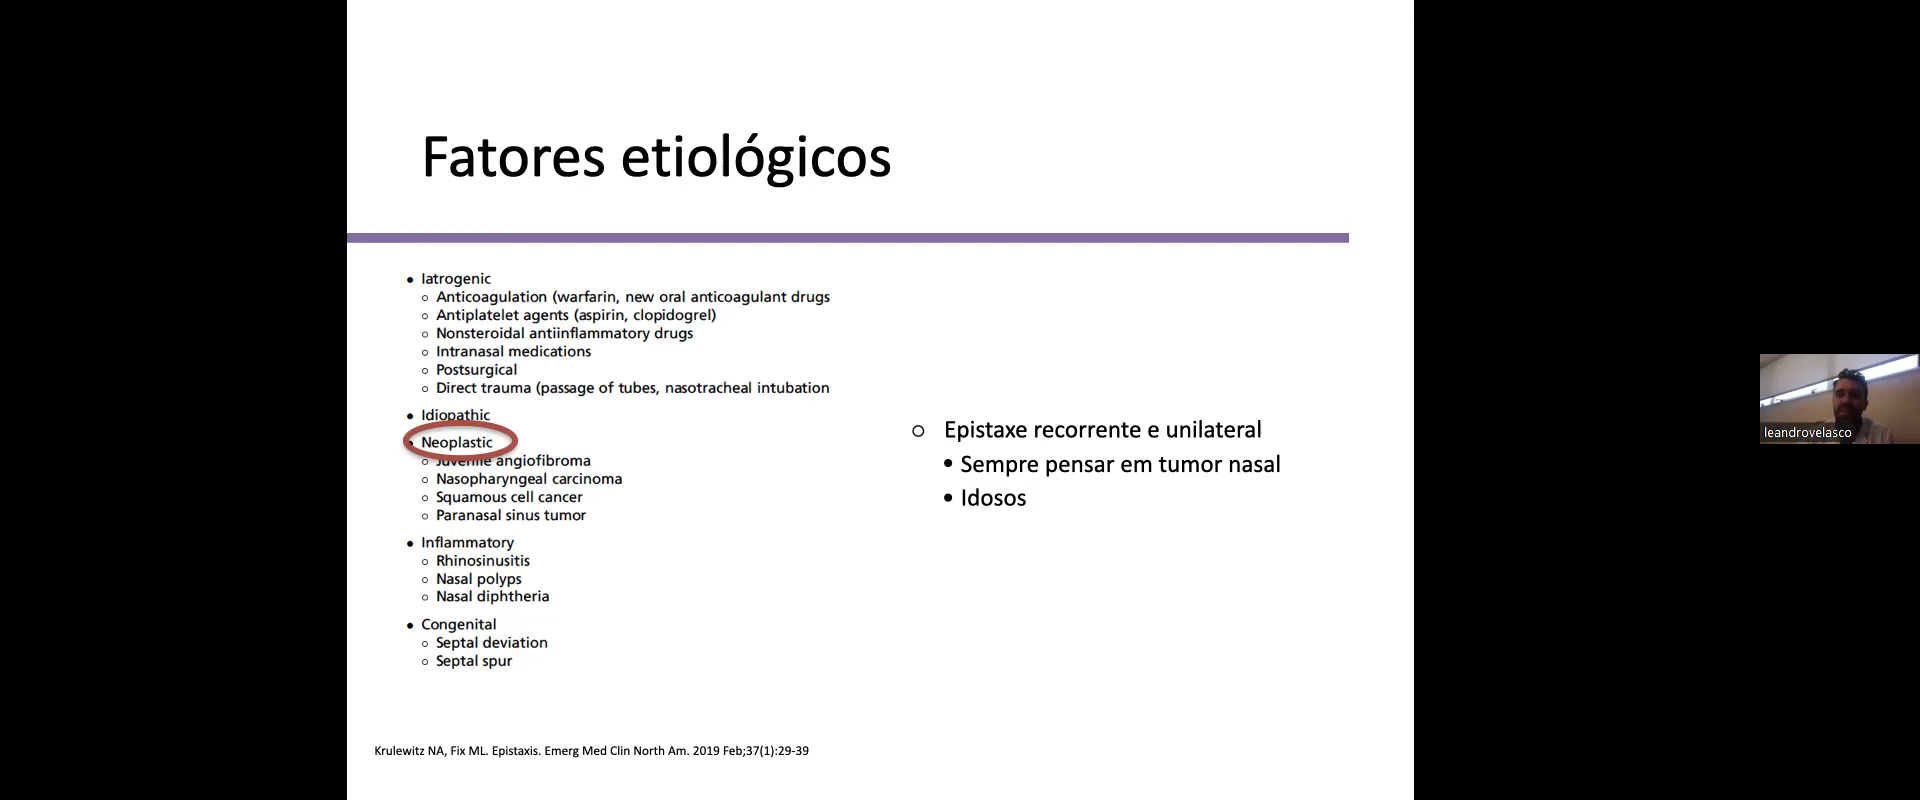 Fatores etiológicos
• Iatrogenic
○ Anticoagulation (warfarin, new oral anticoagulant drugs
○ Antiplatelet agents (aspirin, clopidogrel)
○ Nonsteroidal antiinflammatory drugs
○ Intranasal medications
○ Postsurgical
○ Direct trauma (passage of tubes, nasotracheal intubation
• Idiopathic
• Neoplastic
○ Juvenile angiofibroma
○ Nasopharyngeal carcinoma
○ Squamous cell cancer
○ Paranasal sinus tumor
• Inflammatory
○ Rhinosinusitis
○ Nasal polyps
○ Nasal diphtheria
• Congenital
○ Septal deviation
○ Septal spur
○ Epistaxe recorrente e unilateral
• Sempre pensar em tumor nasal
• Idosos
Krulewitz NA, Fix ML. Epistaxis. Emerg Med Clin North Am. 2019 Feb;37(1):29-39
leandrovelasco